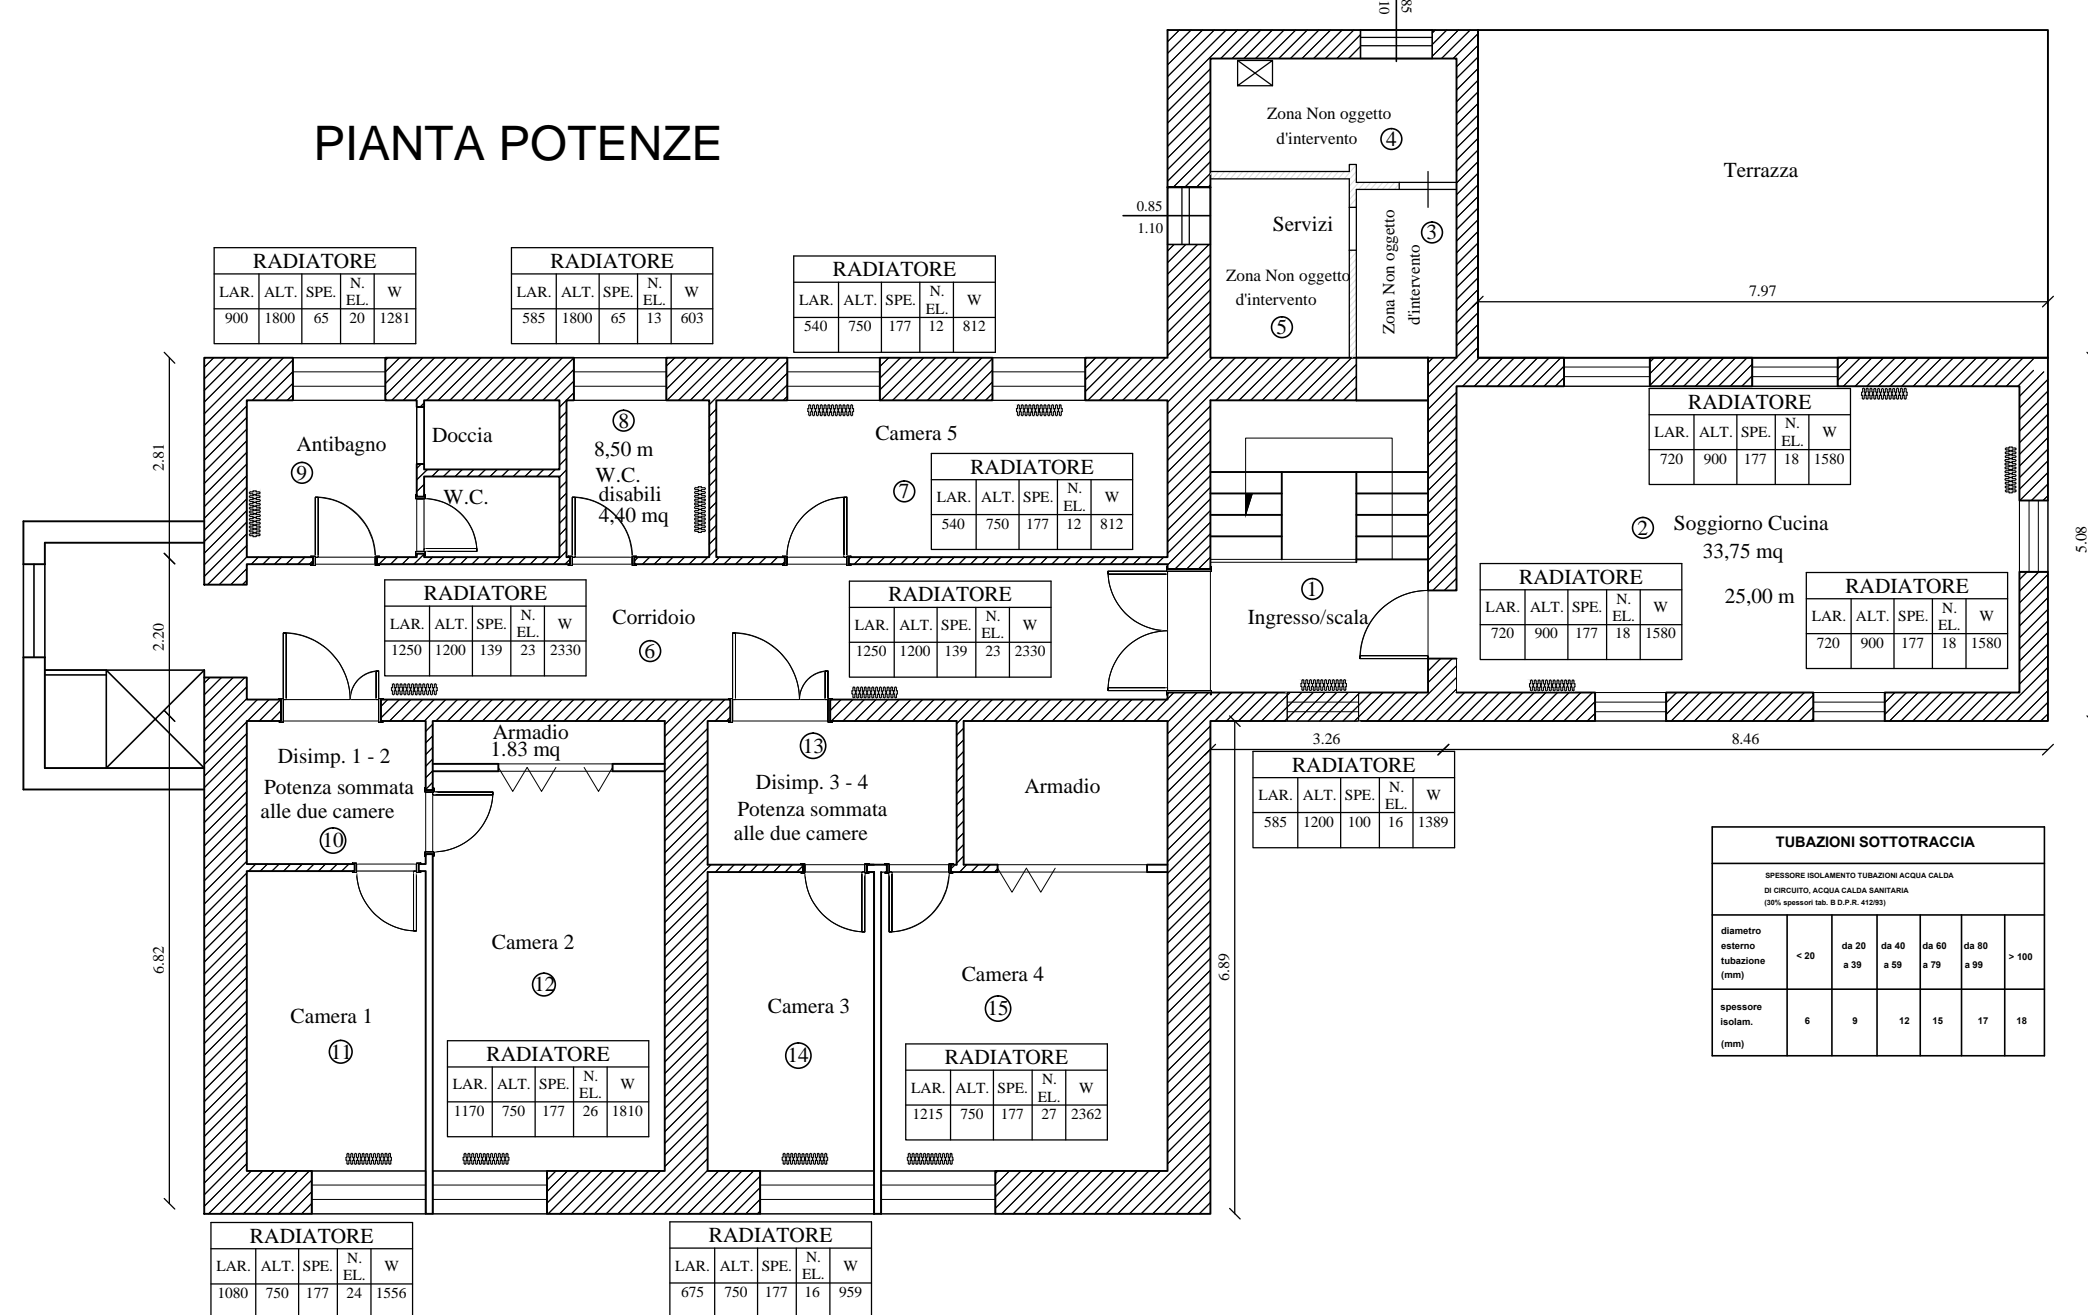 85
10
PIANTA POTENZE
Zona Non oggetto
d'intervento 4
Terrazza
0.85
1.10
Servizi
Zona Non oggetto
d'intervento
5
Zona Non oggetto
d'intervento
3
7.97
RADIATORE
LAR. ALT. SPE. N. EL. W
900 1800 65 20 1281
RADIATORE
LAR. ALT. SPE. N. EL. W
585 1800 65 13 603
RADIATORE
LAR. ALT. SPE. N. EL. W
540 750 177 12 812
2.81
Antibagno
9
Doccia
W.C.
8
8,50 m
W.C.
disabili
4,40 mq
Camera 5
7
RADIATORE
LAR. ALT. SPE. N. EL. W
540 750 177 12 812
RADIATORE
LAR. ALT. SPE. N. EL. W
720 900 177 18 1580
2 Soggiorno Cucina
33,75 mq
25,00 m
5.08
RADIATORE
LAR. ALT. SPE. N. EL. W
720 900 177 18 1580
RADIATORE
LAR. ALT. SPE. N. EL. W
720 900 177 18 1580
1
Ingresso/scala
2.20
RADIATORE
LAR. ALT. SPE. N. EL. W
1250 1200 139 23 2330
Corridoio
6
RADIATORE
LAR. ALT. SPE. N. EL. W
1250 1200 139 23 2330
3.26
8.46
RADIATORE
LAR. ALT. SPE. N. EL. W
585 1200 100 16 1389
Disimp. 1 - 2
Potenza sommata
alle due camere
10
Armadio
1.83 mq
13
Disimp. 3 - 4
Potenza sommata
alle due camere
Armadio
6.82
6.89
Camera 1
11
Camera 2
12
RADIATORE
LAR. ALT. SPE. N. EL. W
1170 750 177 26 1810
Camera 3
14
Camera 4
15
RADIATORE
LAR. ALT. SPE. N. EL. W
1215 750 177 27 2362
TUBAZIONI SOTTOTRACCIA
SPESSORE ISOLAMENTO TUBAZIONI ACQUA CALDA
DI CIRCUITO, ACQUA CALDA SANITARIA
(30% spessori tab. B D.P.R. 412/93)
diametro
esterno
tubazione
(mm)
< 20
da 20
a 39
da 40
a 59
da 60
a 79
da 80
a 99
> 100
spessore
isolam.
(mm)
6 9 12 15 17 18
RADIATORE
LAR. ALT. SPE. N. EL. W
1080 750 177 24 1556
RADIATORE
LAR. ALT. SPE. N. EL. W
675 750 177 16 959